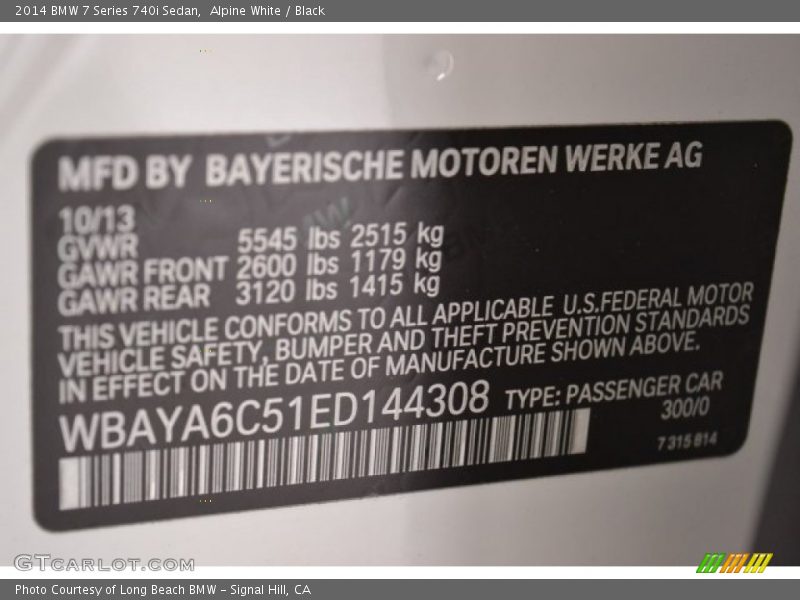 2014 BMW 7 Series 740i Sedan,  Alpine White / Black
MFD BY BAYERISCHE MOTOREN WERKE AG
10/13
GVWR 5545 lbs 2515 kg
GAWR FRONT 2600 lbs 1179 kg
GAWR REAR 3120 lbs 1415 kg
THIS VEHICLE CONFORMS TO ALL APPLICABLE U.S.FEDERAL MOTOR
VEHICLE SAFETY, BUMPER AND THEFT PREVENTION STANDARDS
IN EFFECT ON THE DATE OF MANUFACTURE SHOWN ABOVE.
WBAYA6C51ED144308 TYPE: PASSENGER CAR
300/0
7 315 814
GTCARLOT.COM
Photo Courtesy of Long Beach BMW - Signal Hill, CA